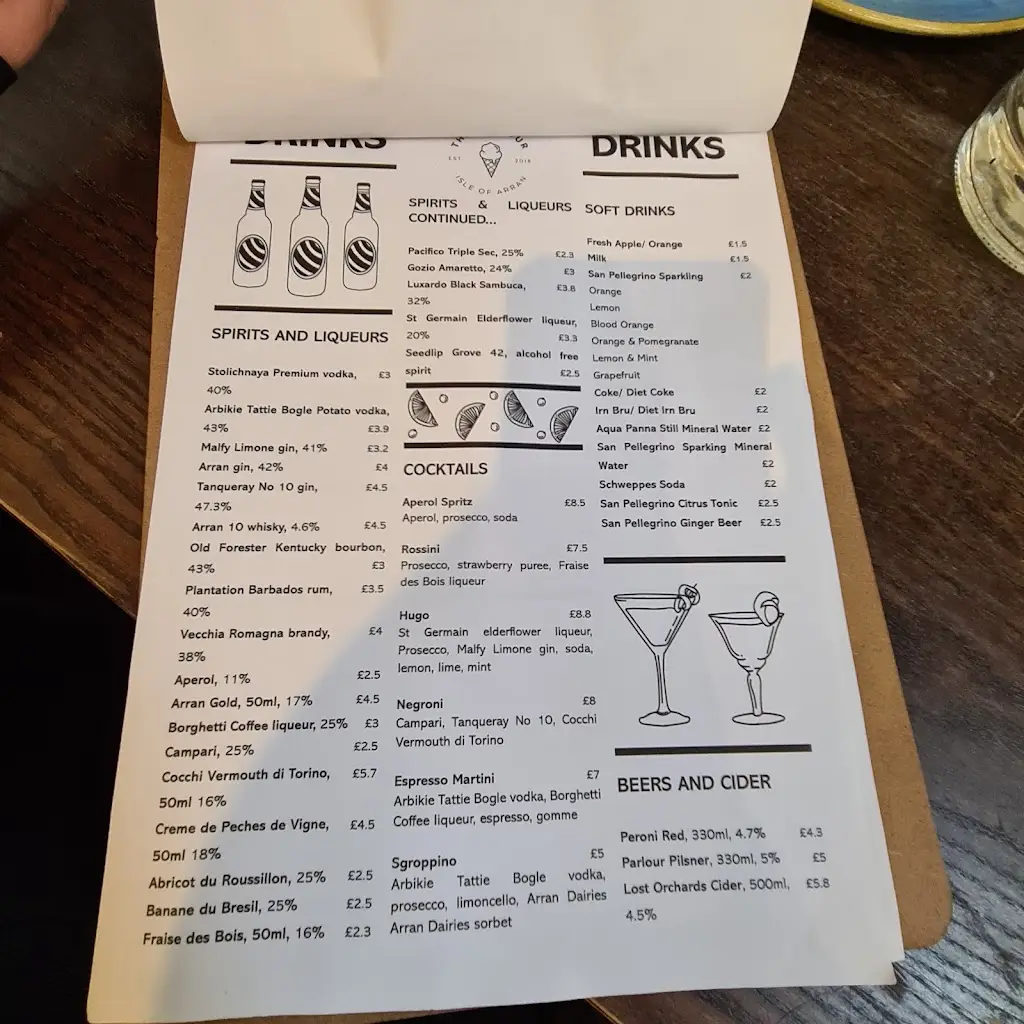 DRINKS
SPIRITS AND LIQUEURS
Stolichnaya Premium vodka, £3
40%
Arbikie Tattie Bogle Potato vodka,
43% £3.9
Malfy Limone gin, 41% £3.2
Arran gin, 42% £4
Tanqueray No 10 gin, £4.5
47.3%
Arran 10 whisky, 4.6% £4.5
Old Forester Kentucky bourbon,
43% £3
Plantation Barbados rum, £3.5
40%
Vecchia Romagna brandy, £4
38%
Aperol, 11% £2.5
Arran Gold, 50ml, 17% £4.5
Borghetti Coffee liqueur, 25% £3
Campari, 25% £2.5
Cocchi Vermouth di Torino, £5.7
50ml 16%
Creme de Peches de Vigne, £4.5
50ml 18%
Abricot du Roussillon, 25% £2.5
Banane du Bresil, 25% £2.5
Fraise des Bois, 50ml, 16% £2.3
EST 2018
ISLE OF ARRAN
SPIRITS & LIQUEURS
CONTINUED...
Pacifico Triple Sec, 25% £2.3
Gozio Amaretto, 24% £3
Luxardo Black Sambuca, £3.8
32%
St Germain Elderflower liqueur,
20% £3.3
Seedlip Grove 42, alcohol free
spirit £2.5
COCKTAILS
Aperol Spritz £8.5
Aperol, prosecco, soda
Rossini £7.5
Prosecco, strawberry puree, Fraise
des Bois liqueur
Hugo £8.8
St Germain elderflower liqueur,
Prosecco, Malfy Limone gin, soda,
lemon, lime, mint
Negroni £8
Campari, Tanqueray No 10, Cocchi
Vermouth di Torino
Espresso Martini £7
Arbikie Tattie Bogle vodka, Borghetti
Coffee liqueur, espresso, gomme
Sgroppino £5
Arbikie Tattie Bogle vodka,
prosecco, limoncello, Arran Dairies
Arran Dairies sorbet
DRINKS
SOFT DRINKS
Fresh Apple/ Orange £1.5
Milk £1.5
San Pellegrino Sparkling £2
Orange
Lemon
Blood Orange
Orange & Pomegranate
Lemon & Mint
Grapefruit
Coke/ Diet Coke £2
Irn Bru/ Diet Irn Bru £2
Aqua Panna Still Mineral Water £2
San Pellegrino Sparking Mineral
Water £2
Schweppes Soda £2
San Pellegrino Citrus Tonic £2.5
San Pellegrino Ginger Beer £2.5
BEERS AND CIDER
Peroni Red, 330ml, 4.7% £4.3
Parlour Pilsner, 330ml, 5% £5
Lost Orchards Cider, 500ml, £5.8
4.5%